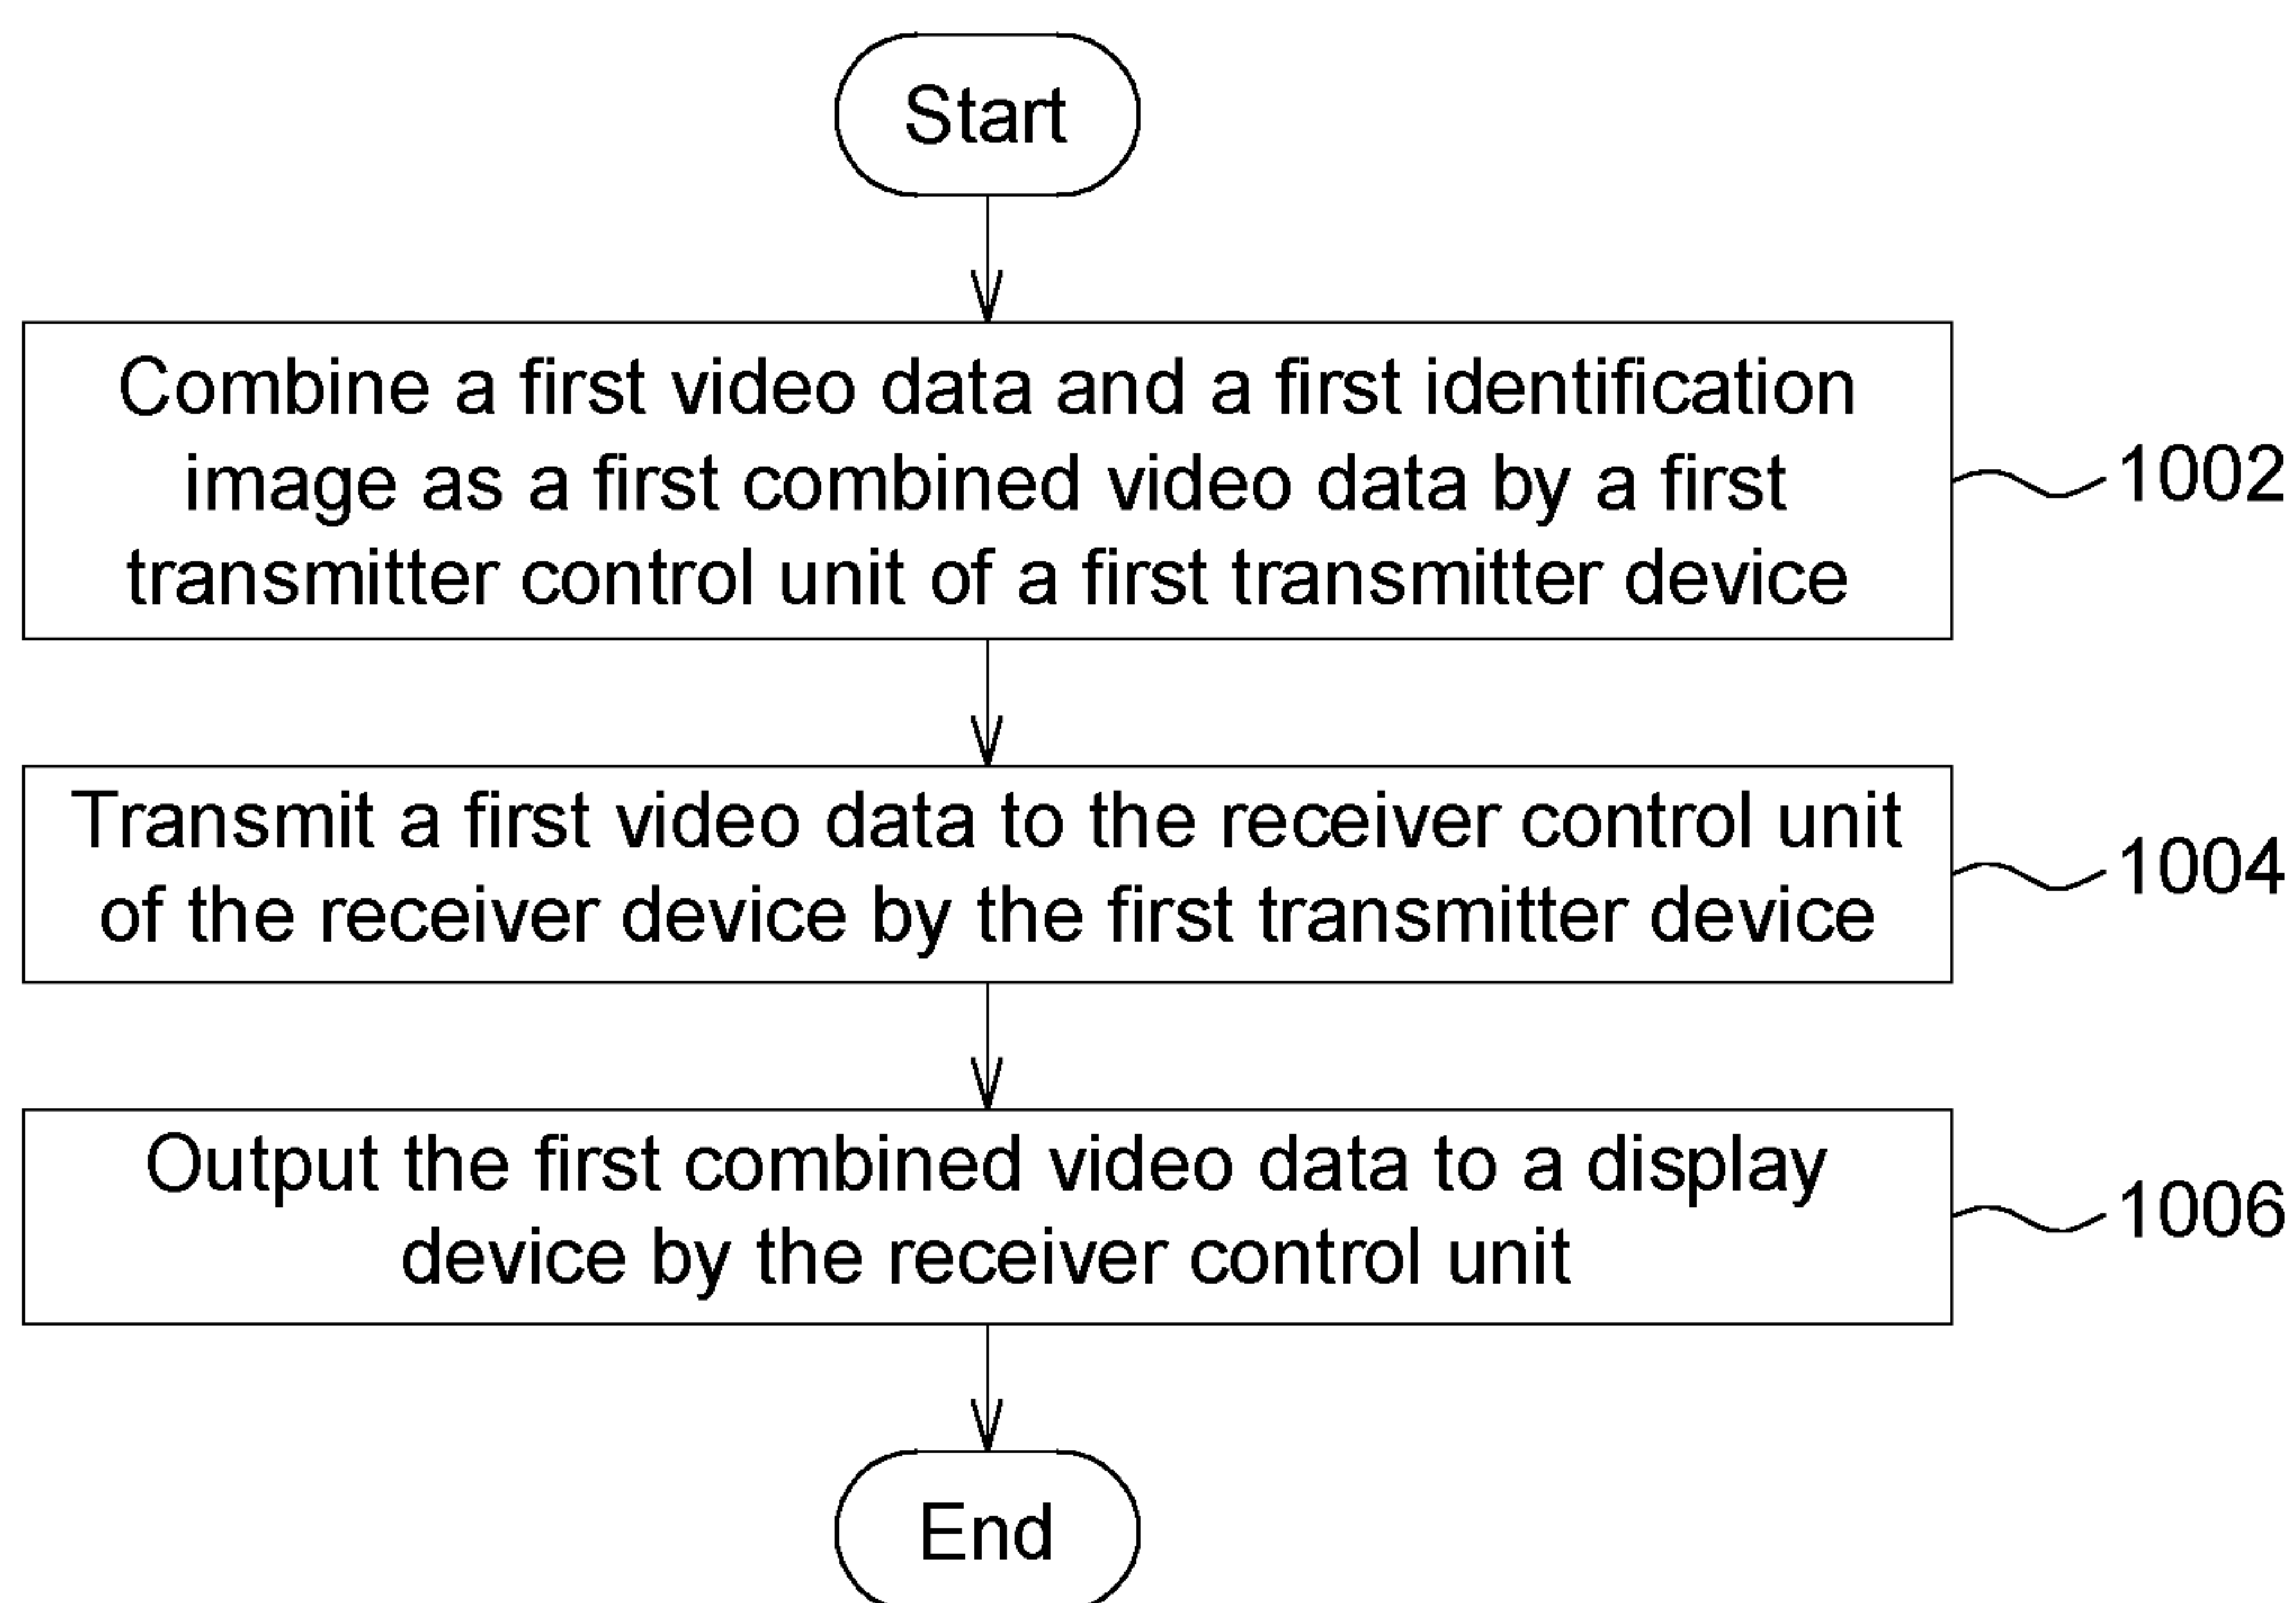 Start
Combine a first video data and a first identification
image as a first combined video data by a first
transmitter control unit of a first transmitter device
1002
Transmit a first video data to the receiver control unit
of the receiver device by the first transmitter device
1004
Output the first combined video data to a display
device by the receiver control unit
1006
End